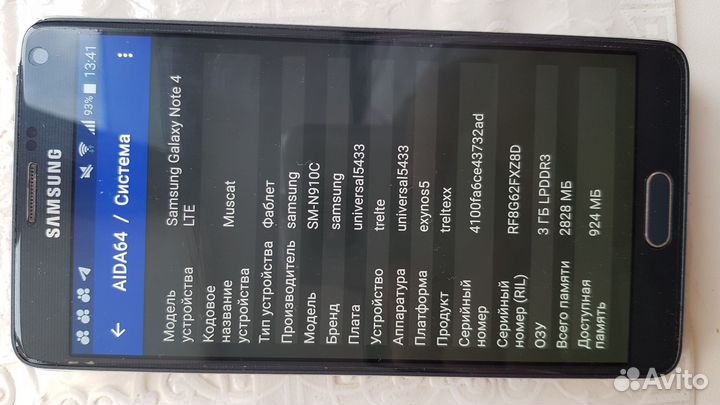 SAMSUNG
93% 13:41
← AIDA64 / Система
Модель устройства Samsung Galaxy Note 4 LTE
Кодовое название устройства Muscat
Тип устройства Фаблет
Производитель samsung
Модель SM-N910C
Бренд samsung
Плата universal5433
Устройство trelte
Аппаратура universal5433
Платформа exynos5
Продукт treltexx
Серийный номер 4100fa6ce43732ad
Серийный номер (RIL) RF8G62FXZ8D
ОЗУ 3 ГБ LPDDR3
Всего памяти 2828 МБ
Доступная память 924 МБ
Avito